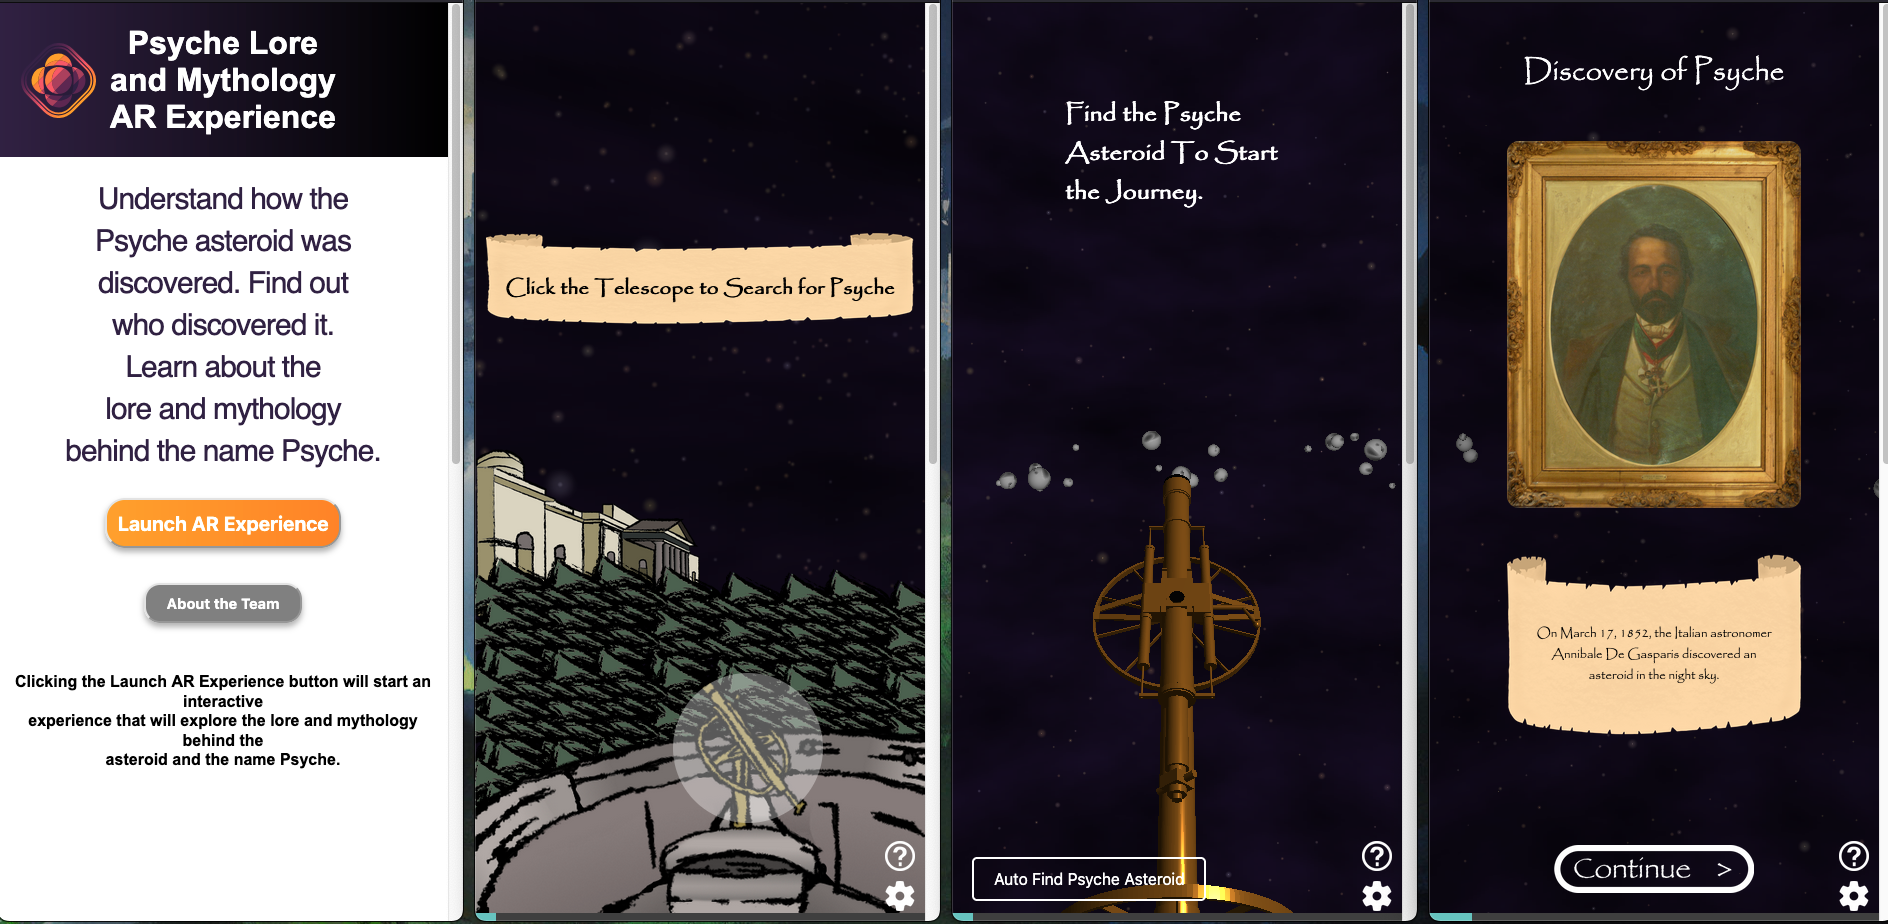 Psyche Lore
and Mythology
AR Experience
Understand how the
Psyche asteroid was
discovered. Find out
who discovered it.
Learn about the
lore and mythology
behind the name Psyche.
Launch AR Experience
About the Team
Clicking the Launch AR Experience button will start an
interactive
experience that will explore the lore and mythology
behind the
asteroid and the name Psyche.
Click the Telescope to Search for Psyche
?
Find the Psyche
Asteroid To Start
the Journey.
Auto Find Psyche Asteroid
?
Discovery of Psyche
On March 17, 1852, the Italian astronomer
Annibale De Gasparis discovered an
asteroid in the night sky.
Continue >
?